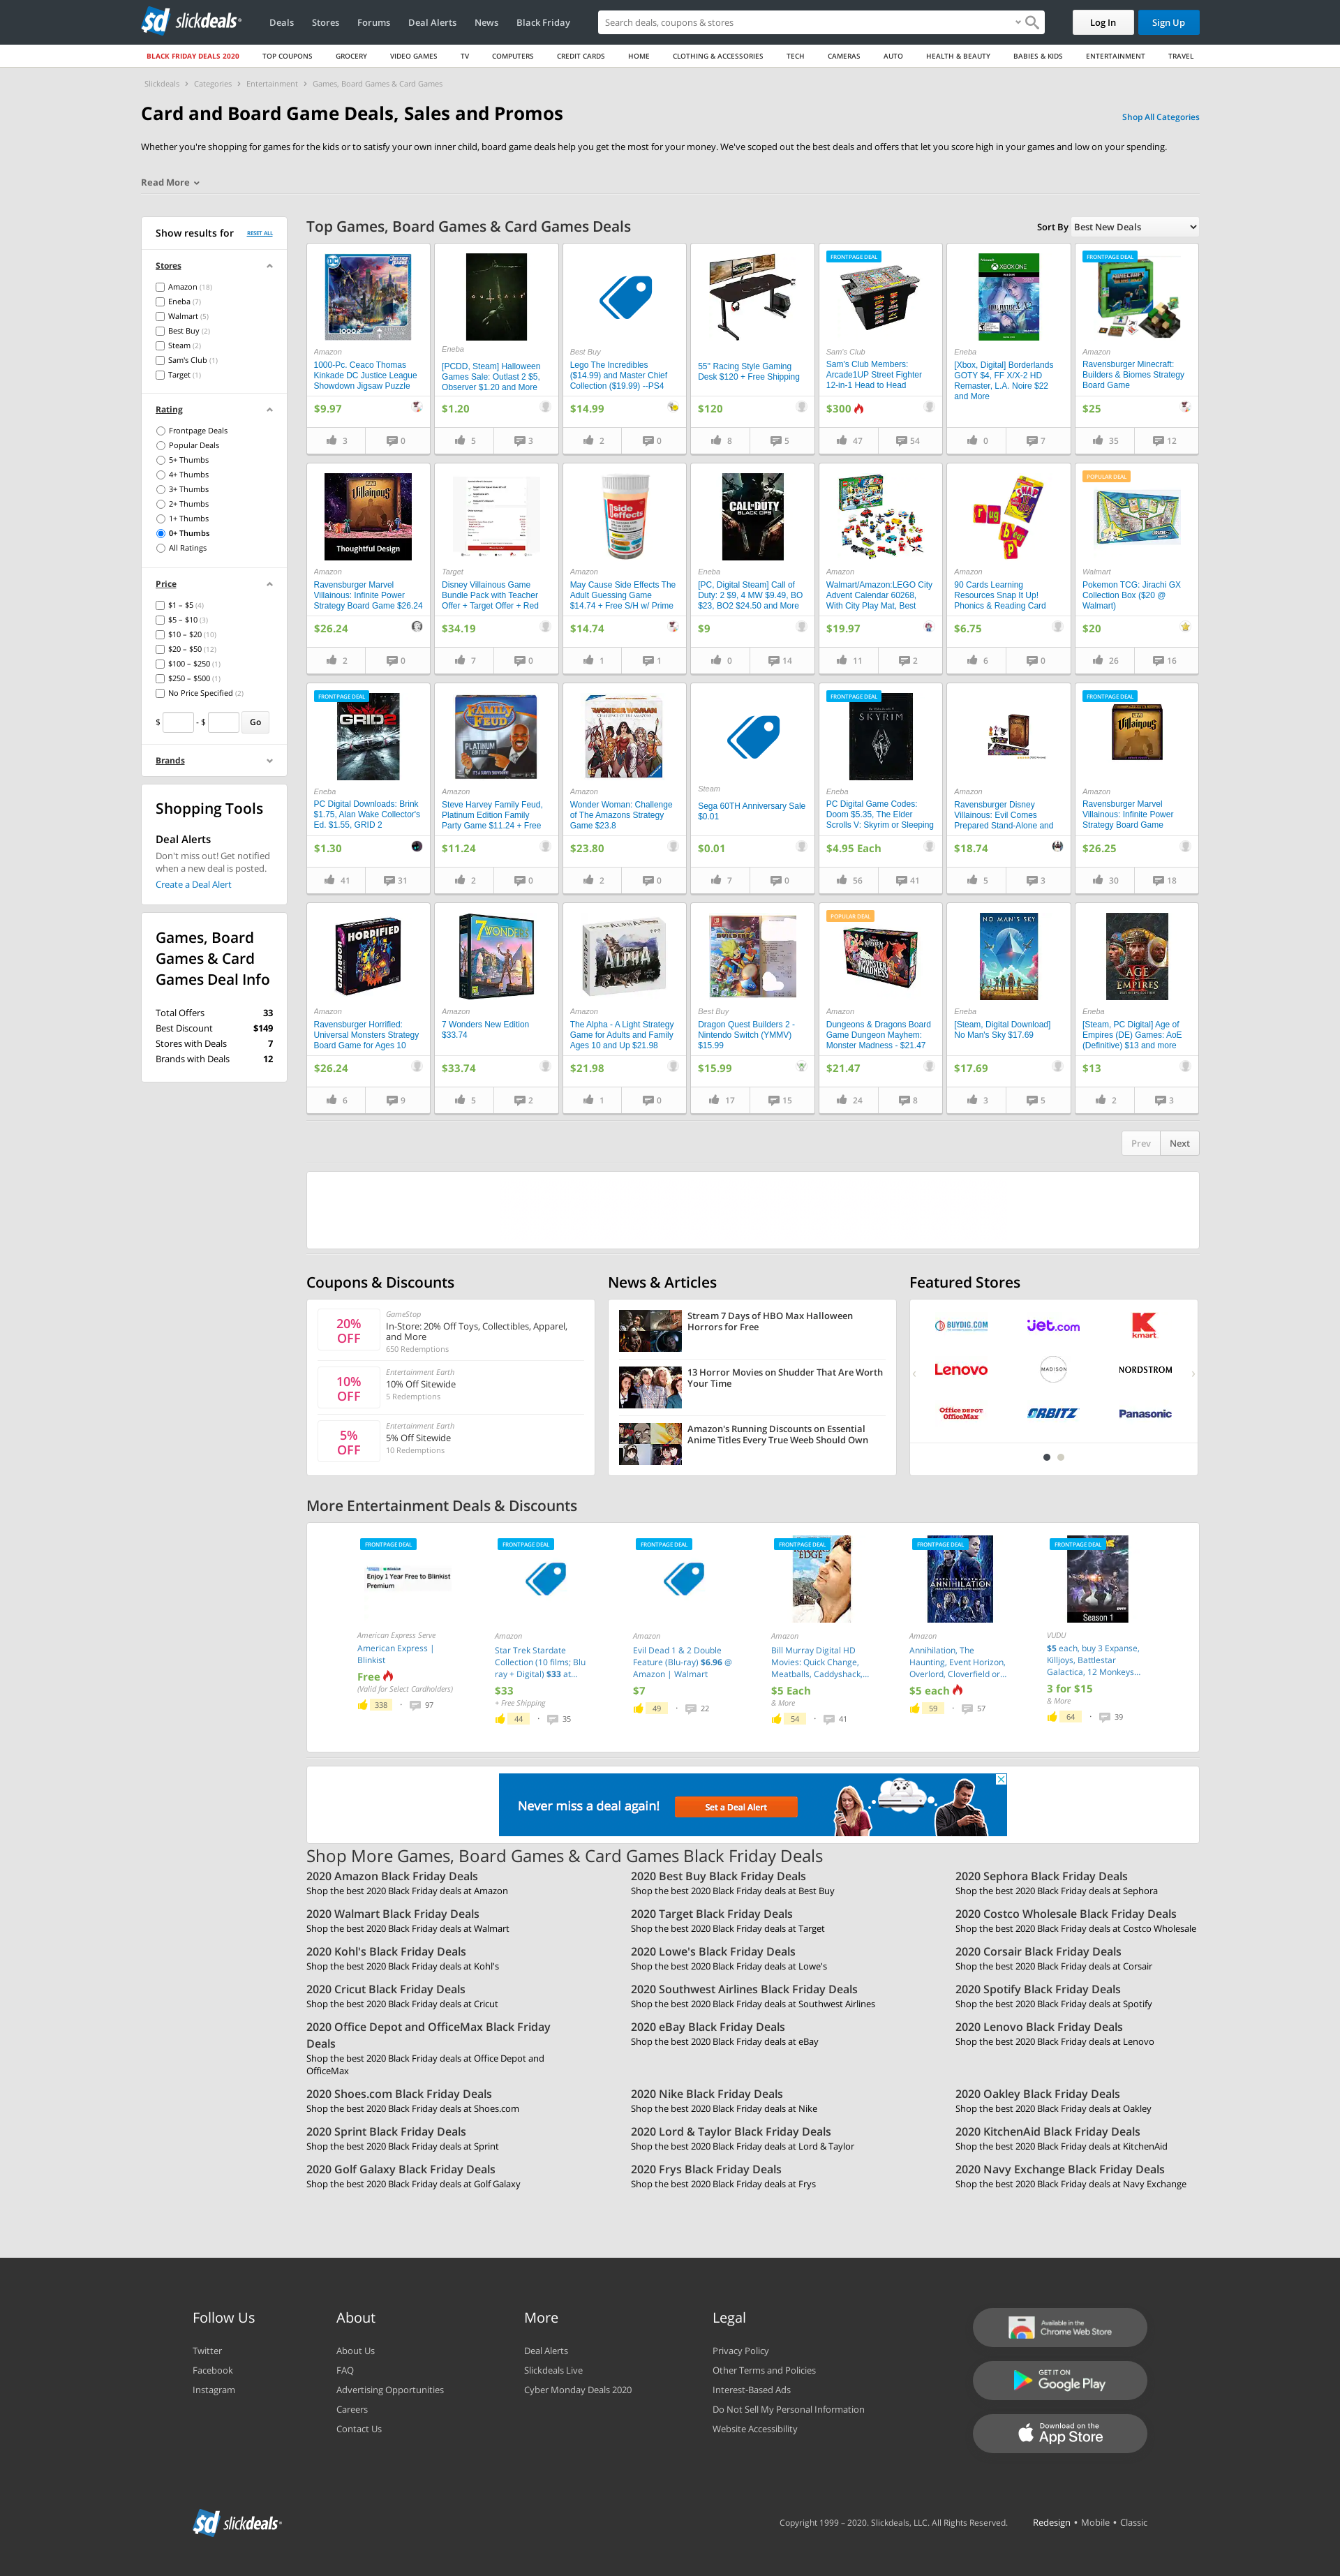 slickdeals
Deals
Stores
Forums
Deal Alerts
News
Black Friday
Search deals, coupons & stores
Log In
Sign Up
BLACK FRIDAY DEALS 2020
TOP COUPONS
GROCERY
VIDEO GAMES
TV
COMPUTERS
CREDIT CARDS
HOME
CLOTHING & ACCESSORIES
TECH
CAMERAS
AUTO
HEALTH & BEAUTY
BABIES & KIDS
ENTERTAINMENT
TRAVEL
Slickdeals › Categories › Entertainment › Games, Board Games & Card Games
Card and Board Game Deals, Sales and Promos
Shop All Categories
Whether you're shopping for games for the kids or to satisfy your own inner child, board game deals help you get the most for your money. We've scoped out the best deals and offers that let you score high in your games and low on your spending.
Read More
Show results for
RESET ALL
Stores
Amazon (18)
Eneba (7)
Walmart (5)
Best Buy (2)
Steam (2)
Sam's Club (1)
Target (1)
Rating
Frontpage Deals
Popular Deals
5+ Thumbs
4+ Thumbs
3+ Thumbs
2+ Thumbs
1+ Thumbs
0+ Thumbs
All Ratings
Price
$1 – $5 (4)
$5 – $10 (3)
$10 – $20 (10)
$20 – $50 (12)
$100 – $250 (1)
$250 – $500 (1)
No Price Specified (2)
$ - $ Go
Brands
Shopping Tools
Deal Alerts
Don't miss out! Get notified
when a new deal is posted.
Create a Deal Alert
Games, Board
Games & Card
Games Deal Info
Total Offers 33
Best Discount $149
Stores with Deals 7
Brands with Deals 12
Top Games, Board Games & Card Games Deals
Sort By Best New Deals
Amazon
1000-Pc. Ceaco Thomas
Kinkade DC Justice League
Showdown Jigsaw Puzzle
$9.97
3 0
OUTLAST
Eneba
[PCDD, Steam] Halloween
Games Sale: Outlast 2 $5,
Observer $1.20 and More
$1.20
5 3
Best Buy
Lego The Incredibles
($14.99) and Master Chief
Collection ($19.99) --PS4
$14.99
2 0
55'' Racing Style Gaming
Desk $120 + Free Shipping
$120
8 5
FRONTPAGE DEAL
Sam's Club
Sam's Club Members:
Arcade1UP Street Fighter
12-in-1 Head to Head
$300
47 54
XBOX ONE
Eneba
[Xbox, Digital] Borderlands
GOTY $4, FF X/X-2 HD
Remaster, L.A. Noire $22
and More
0 7
FRONTPAGE DEAL
Amazon
Ravensburger Minecraft:
Builders & Biomes Strategy
Board Game
$25
35 12
Villainous
Thoughtful Design
Amazon
Ravensburger Marvel
Villainous: Infinite Power
Strategy Board Game $26.24
$26.24
2 0
Target
Disney Villainous Game
Bundle Pack with Teacher
Offer + Target Offer + Red
$34.19
7 0
side
effects
Amazon
May Cause Side Effects The
Adult Guessing Game
$14.74 + Free S/H w/ Prime
$14.74
1 1
CALL OF DUTY
BLACK OPS
Eneba
[PC, Digital Steam] Call of
Duty: 2 $9, 4 MW $9.49, BO
$23, BO2 $24.50 and More
$9
0 14
Amazon
Walmart/Amazon:LEGO City
Advent Calendar 60268,
With City Play Mat, Best
$19.97
11 2
Amazon
90 Cards Learning
Resources Snap It Up!
Phonics & Reading Card
$6.75
6 0
POPULAR DEAL
Walmart
Pokemon TCG: Jirachi GX
Collection Box ($20 @
Walmart)
$20
26 16
FRONTPAGE DEAL
GRID 2
Eneba
PC Digital Downloads: Brink
$1.75, Alan Wake Collector's
Ed. $1.55, GRID 2
$1.30
41 31
FAMILY
FEUD
PLATINUM
EDITION
Amazon
Steve Harvey Family Feud,
Platinum Edition Family
Party Game $11.24 + Free
$11.24
2 0
WONDER WOMAN
Amazon
Wonder Woman: Challenge
of The Amazons Strategy
Game $23.8
$23.80
2 0
Steam
Sega 60TH Anniversary Sale
$0.01
$0.01
7 0
FRONTPAGE DEAL
SKYRIM
Eneba
PC Digital Game Codes:
Doom $5.35, The Elder
Scrolls V: Skyrim or Sleeping
$4.95 Each
56 41
Amazon
Ravensburger Disney
Villainous: Evil Comes
Prepared Stand-Alone and
$18.74
5 3
FRONTPAGE DEAL
Villainous
Amazon
Ravensburger Marvel
Villainous: Infinite Power
Strategy Board Game
$26.25
30 18
HORRIFIED
Amazon
Ravensburger Horrified:
Universal Monsters Strategy
Board Game for Ages 10
$26.24
6 9
7 WONDERS
Amazon
7 Wonders New Edition
$33.74
$33.74
5 2
ALPHA
Amazon
The Alpha - A Light Strategy
Game for Adults and Family
Ages 10 and Up $21.98
$21.98
1 0
BUILDERS
Best Buy
Dragon Quest Builders 2 -
Nintendo Switch (YMMV)
$15.99
$15.99
17 15
POPULAR DEAL
MONSTER
MADNESS
Amazon
Dungeons & Dragons Board
Game Dungeon Mayhem:
Monster Madness - $21.47
$21.47
24 8
NO MAN'S SKY
Eneba
[Steam, Digital Download]
No Man's Sky $17.69
$17.69
3 5
AGE
EMPIRES
Eneba
[Steam, PC Digital] Age of
Empires (DE) Games: AoE
(Definitive) $13 and more
$13
2 3
Prev Next
Coupons & Discounts
20%
OFF
GameStop
In-Store: 20% Off Toys, Collectibles, Apparel,
and More
650 Redemptions
10%
OFF
Entertainment Earth
10% Off Sitewide
5 Redemptions
5%
OFF
Entertainment Earth
5% Off Sitewide
10 Redemptions
News & Articles
Stream 7 Days of HBO Max Halloween
Horrors for Free
13 Horror Movies on Shudder That Are Worth
Your Time
Amazon's Running Discounts on Essential
Anime Titles Every True Weeb Should Own
Featured Stores
BUYDIG.COM
jet.com
kmart
Lenovo
MADISON
NORDSTROM
Office DEPOT
OfficeMax
ORBITZ
Panasonic
More Entertainment Deals & Discounts
FRONTPAGE DEAL
Enjoy 1 Year Free to Blinkist
Premium
American Express Serve
American Express |
Blinkist
Free
(Valid for Select Cardholders)
338 · 97
FRONTPAGE DEAL
Amazon
Star Trek Stardate
Collection (10 films; Blu
ray + Digital) $33 at...
$33
+ Free Shipping
44 · 35
FRONTPAGE DEAL
Amazon
Evil Dead 1 & 2 Double
Feature (Blu-ray) $6.96 @
Amazon | Walmart
$7
49 · 22
FRONTPAGE DEAL
EDGE
Amazon
Bill Murray Digital HD
Movies: Quick Change,
Meatballs, Caddyshack,...
$5 Each
& More
54 · 41
FRONTPAGE DEAL
ANNIHILATION
Amazon
Annihilation, The
Haunting, Event Horizon,
Overlord, Cloverfield or...
$5 each
59 · 57
FRONTPAGE DEAL
Season 1
VUDU
$5 each, buy 3 Expanse,
Killjoys, Battlestar
Galactica, 12 Monkeys...
3 for $15
& More
64 · 39
Never miss a deal again!
Set a Deal Alert
Shop More Games, Board Games & Card Games Black Friday Deals
2020 Amazon Black Friday Deals
Shop the best 2020 Black Friday deals at Amazon
2020 Best Buy Black Friday Deals
Shop the best 2020 Black Friday deals at Best Buy
2020 Sephora Black Friday Deals
Shop the best 2020 Black Friday deals at Sephora
2020 Walmart Black Friday Deals
Shop the best 2020 Black Friday deals at Walmart
2020 Target Black Friday Deals
Shop the best 2020 Black Friday deals at Target
2020 Costco Wholesale Black Friday Deals
Shop the best 2020 Black Friday deals at Costco Wholesale
2020 Kohl's Black Friday Deals
Shop the best 2020 Black Friday deals at Kohl's
2020 Lowe's Black Friday Deals
Shop the best 2020 Black Friday deals at Lowe's
2020 Corsair Black Friday Deals
Shop the best 2020 Black Friday deals at Corsair
2020 Cricut Black Friday Deals
Shop the best 2020 Black Friday deals at Cricut
2020 Southwest Airlines Black Friday Deals
Shop the best 2020 Black Friday deals at Southwest Airlines
2020 Spotify Black Friday Deals
Shop the best 2020 Black Friday deals at Spotify
2020 Office Depot and OfficeMax Black Friday
Deals
Shop the best 2020 Black Friday deals at Office Depot and
OfficeMax
2020 eBay Black Friday Deals
Shop the best 2020 Black Friday deals at eBay
2020 Lenovo Black Friday Deals
Shop the best 2020 Black Friday deals at Lenovo
2020 Shoes.com Black Friday Deals
Shop the best 2020 Black Friday deals at Shoes.com
2020 Nike Black Friday Deals
Shop the best 2020 Black Friday deals at Nike
2020 Oakley Black Friday Deals
Shop the best 2020 Black Friday deals at Oakley
2020 Sprint Black Friday Deals
Shop the best 2020 Black Friday deals at Sprint
2020 Lord & Taylor Black Friday Deals
Shop the best 2020 Black Friday deals at Lord & Taylor
2020 KitchenAid Black Friday Deals
Shop the best 2020 Black Friday deals at KitchenAid
2020 Golf Galaxy Black Friday Deals
Shop the best 2020 Black Friday deals at Golf Galaxy
2020 Frys Black Friday Deals
Shop the best 2020 Black Friday deals at Frys
2020 Navy Exchange Black Friday Deals
Shop the best 2020 Black Friday deals at Navy Exchange
Follow Us
Twitter
Facebook
Instagram
About
About Us
FAQ
Advertising Opportunities
Careers
Contact Us
More
Deal Alerts
Slickdeals Live
Cyber Monday Deals 2020
Legal
Privacy Policy
Other Terms and Policies
Interest-Based Ads
Do Not Sell My Personal Information
Website Accessibility
Available in the
Chrome Web Store
GET IT ON
Google Play
Download on the
App Store
slickdeals
Copyright 1999 – 2020. Slickdeals, LLC. All Rights Reserved.
Redesign • Mobile • Classic